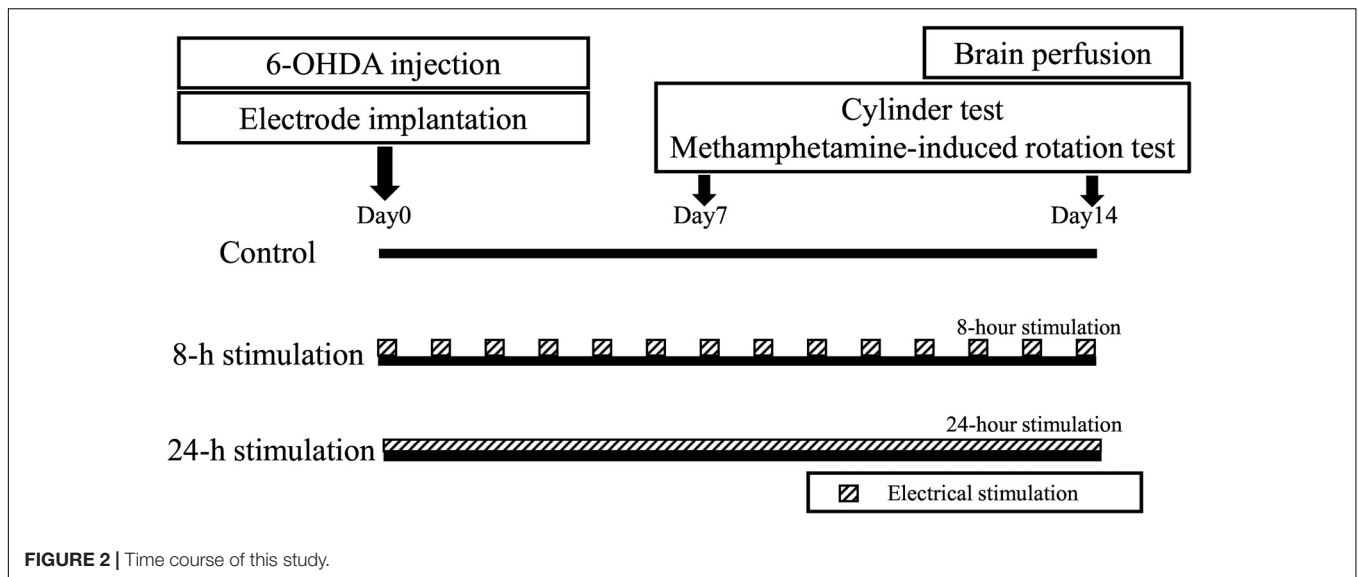 6-OHDA injection
Electrode implantation
Brain perfusion
Cylinder test
Methamphetamine-induced rotation test
Day0
Day7
Day14
Control
8-h stimulation
8-hour stimulation
24-h stimulation
24-hour stimulation
Electrical stimulation
FIGURE 2 | Time course of this study.